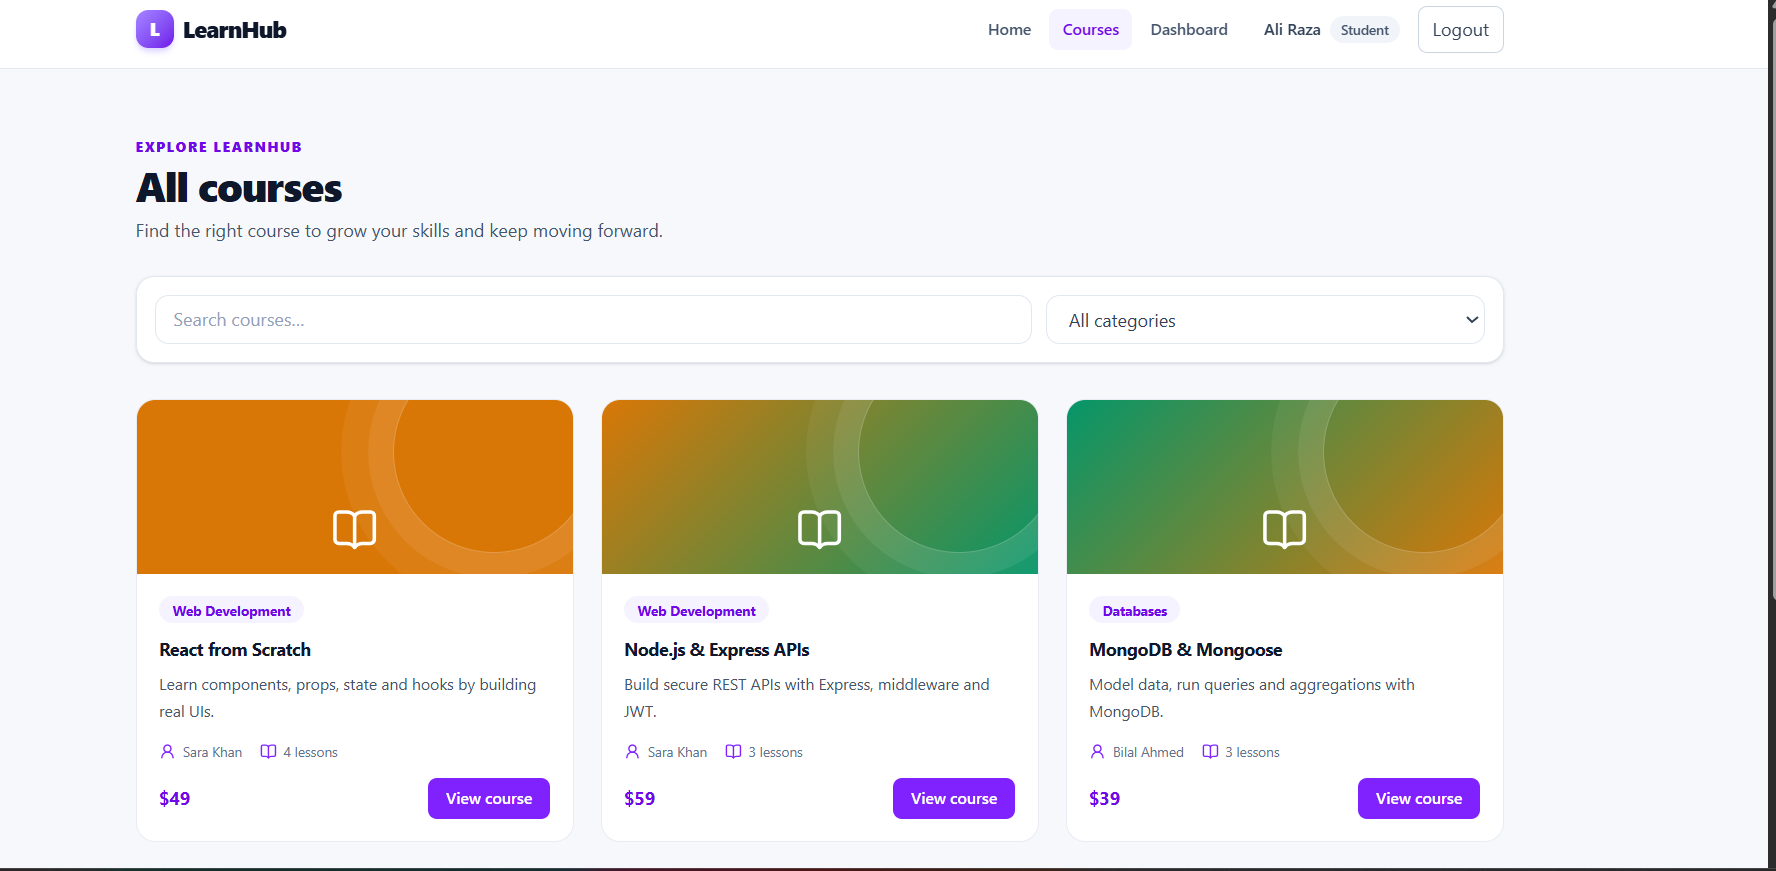 L LearnHub
Home Courses Dashboard Ali Raza Student Logout
EXPLORE LEARNHUB
All courses
Find the right course to grow your skills and keep moving forward.
Search courses...
All categories
Web Development
React from Scratch
Learn components, props, state and hooks by building
real UIs.
Sara Khan 4 lessons
$49 View course
Web Development
Node.js & Express APIs
Build secure REST APIs with Express, middleware and
JWT.
Sara Khan 3 lessons
$59 View course
Databases
MongoDB & Mongoose
Model data, run queries and aggregations with
MongoDB.
Bilal Ahmed 3 lessons
$39 View course